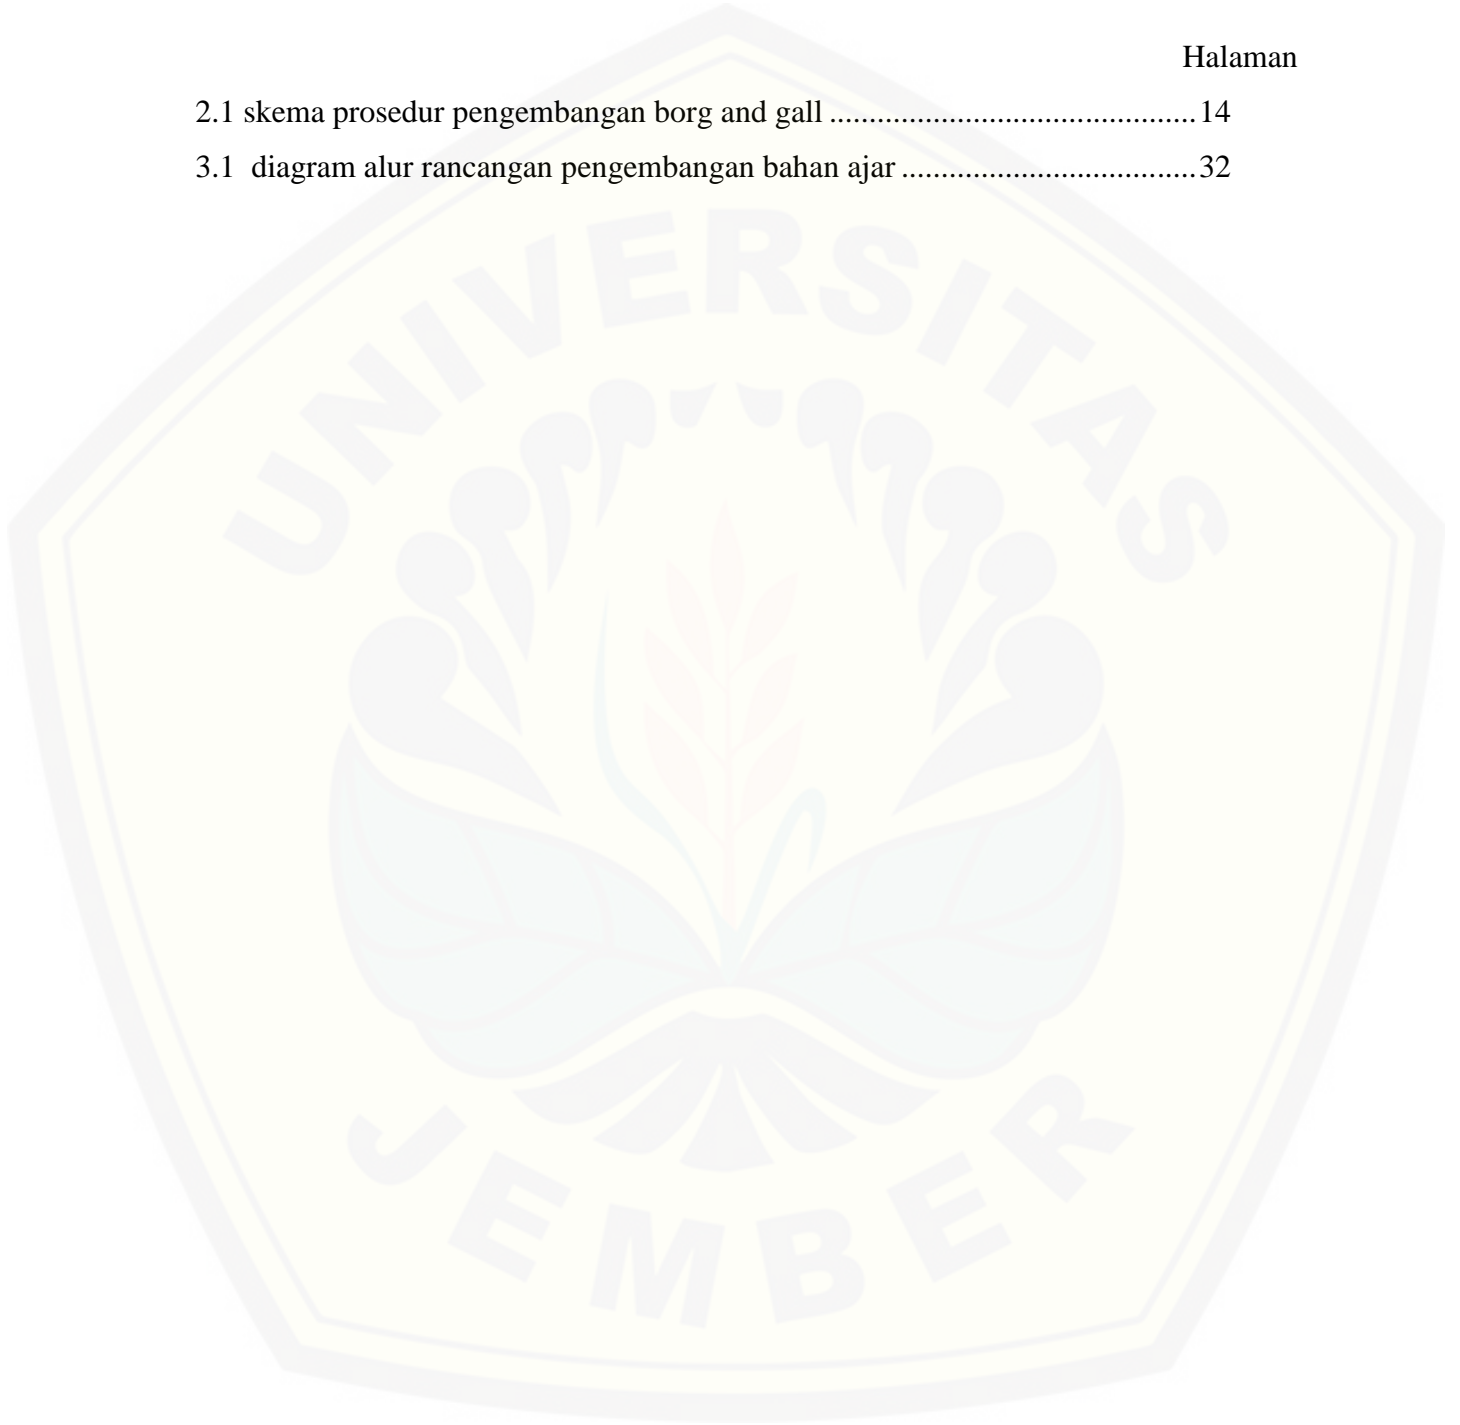 Halaman
2.1 skema prosedur pengembangan borg and gall ..............................................14
3.1  diagram alur rancangan pengembangan bahan ajar .....................................32
UNIVERSITAS
JEMBER